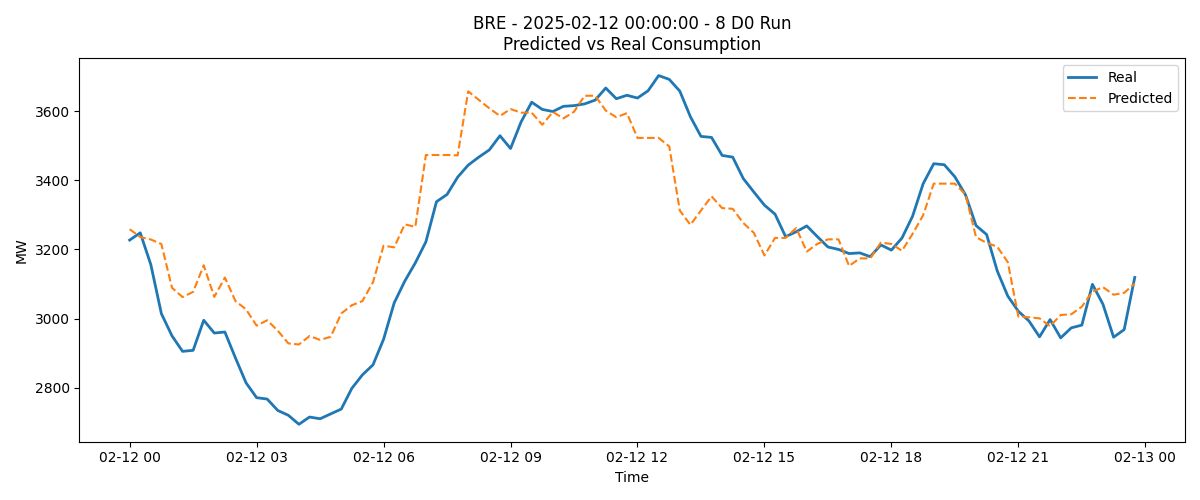 BRE - 2025-02-12 00:00:00 - 8 D0 Run
Predicted vs Real Consumption
Real
Predicted
MW
3600
3400
3200
3000
2800
02-12 00
02-12 03
02-12 06
02-12 09
02-12 12
02-12 15
02-12 18
02-12 21
02-13 00
Time